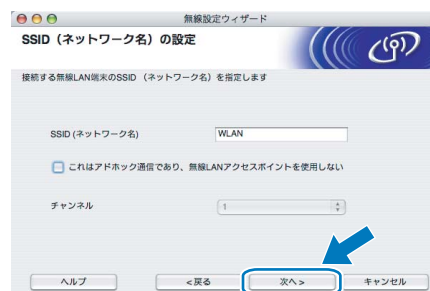 無線設定ウィザード
SSID（ネットワーク名）の設定
接続する無線LAN端末のSSID （ネットワーク名）を指定します
SSID (ネットワーク名) WLAN
これはアドホック通信であり、無線LANアクセスポイントを使用しない
チャンネル 1
ヘルプ <戻る 次へ > キャンセル